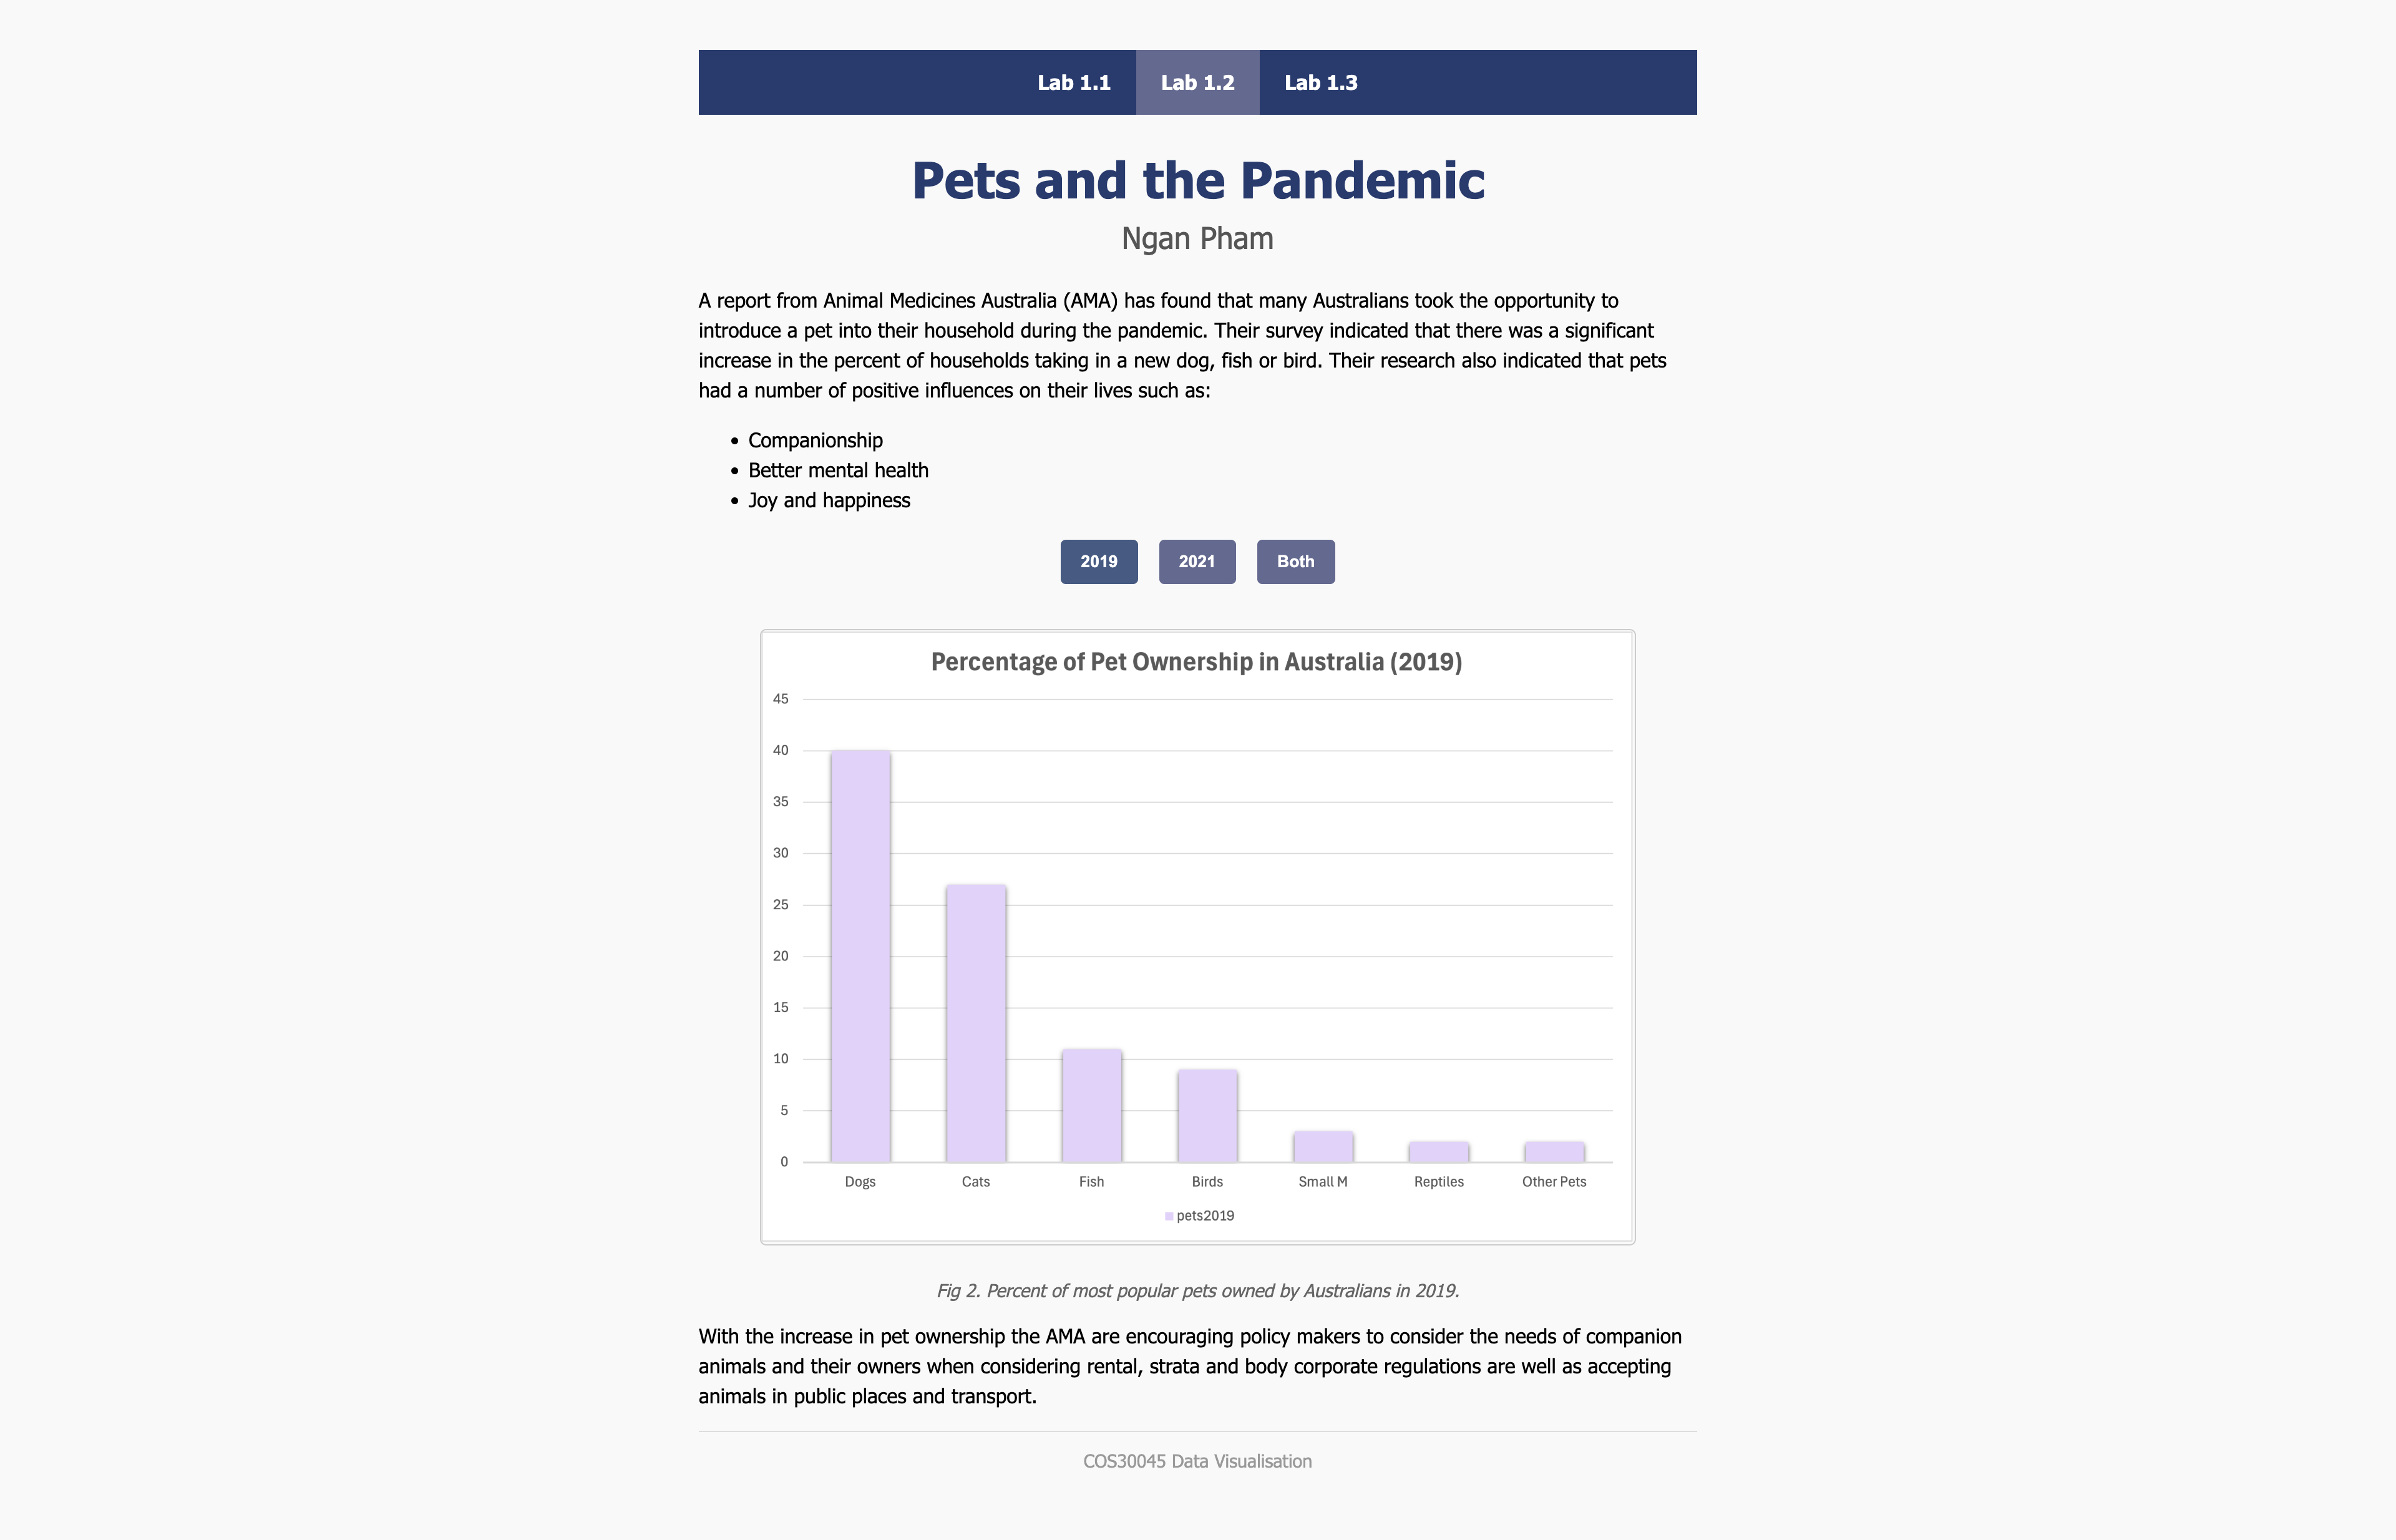 Lab 1.1 Lab 1.2 Lab 1.3
Pets and the Pandemic
Ngan Pham
A report from Animal Medicines Australia (AMA) has found that many Australians took the opportunity to
introduce a pet into their household during the pandemic. Their survey indicated that there was a significant
increase in the percent of households taking in a new dog, fish or bird. Their research also indicated that pets
had a number of positive influences on their lives such as:
• Companionship
• Better mental health
• Joy and happiness
2019 2021 Both
Percentage of Pet Ownership in Australia (2019)
45
40
35
30
25
20
15
10
5
0
Dogs Cats Fish Birds Small M Reptiles Other Pets
pets2019
Fig 2. Percent of most popular pets owned by Australians in 2019.
With the increase in pet ownership the AMA are encouraging policy makers to consider the needs of companion
animals and their owners when considering rental, strata and body corporate regulations are well as accepting
animals in public places and transport.
COS30045 Data Visualisation